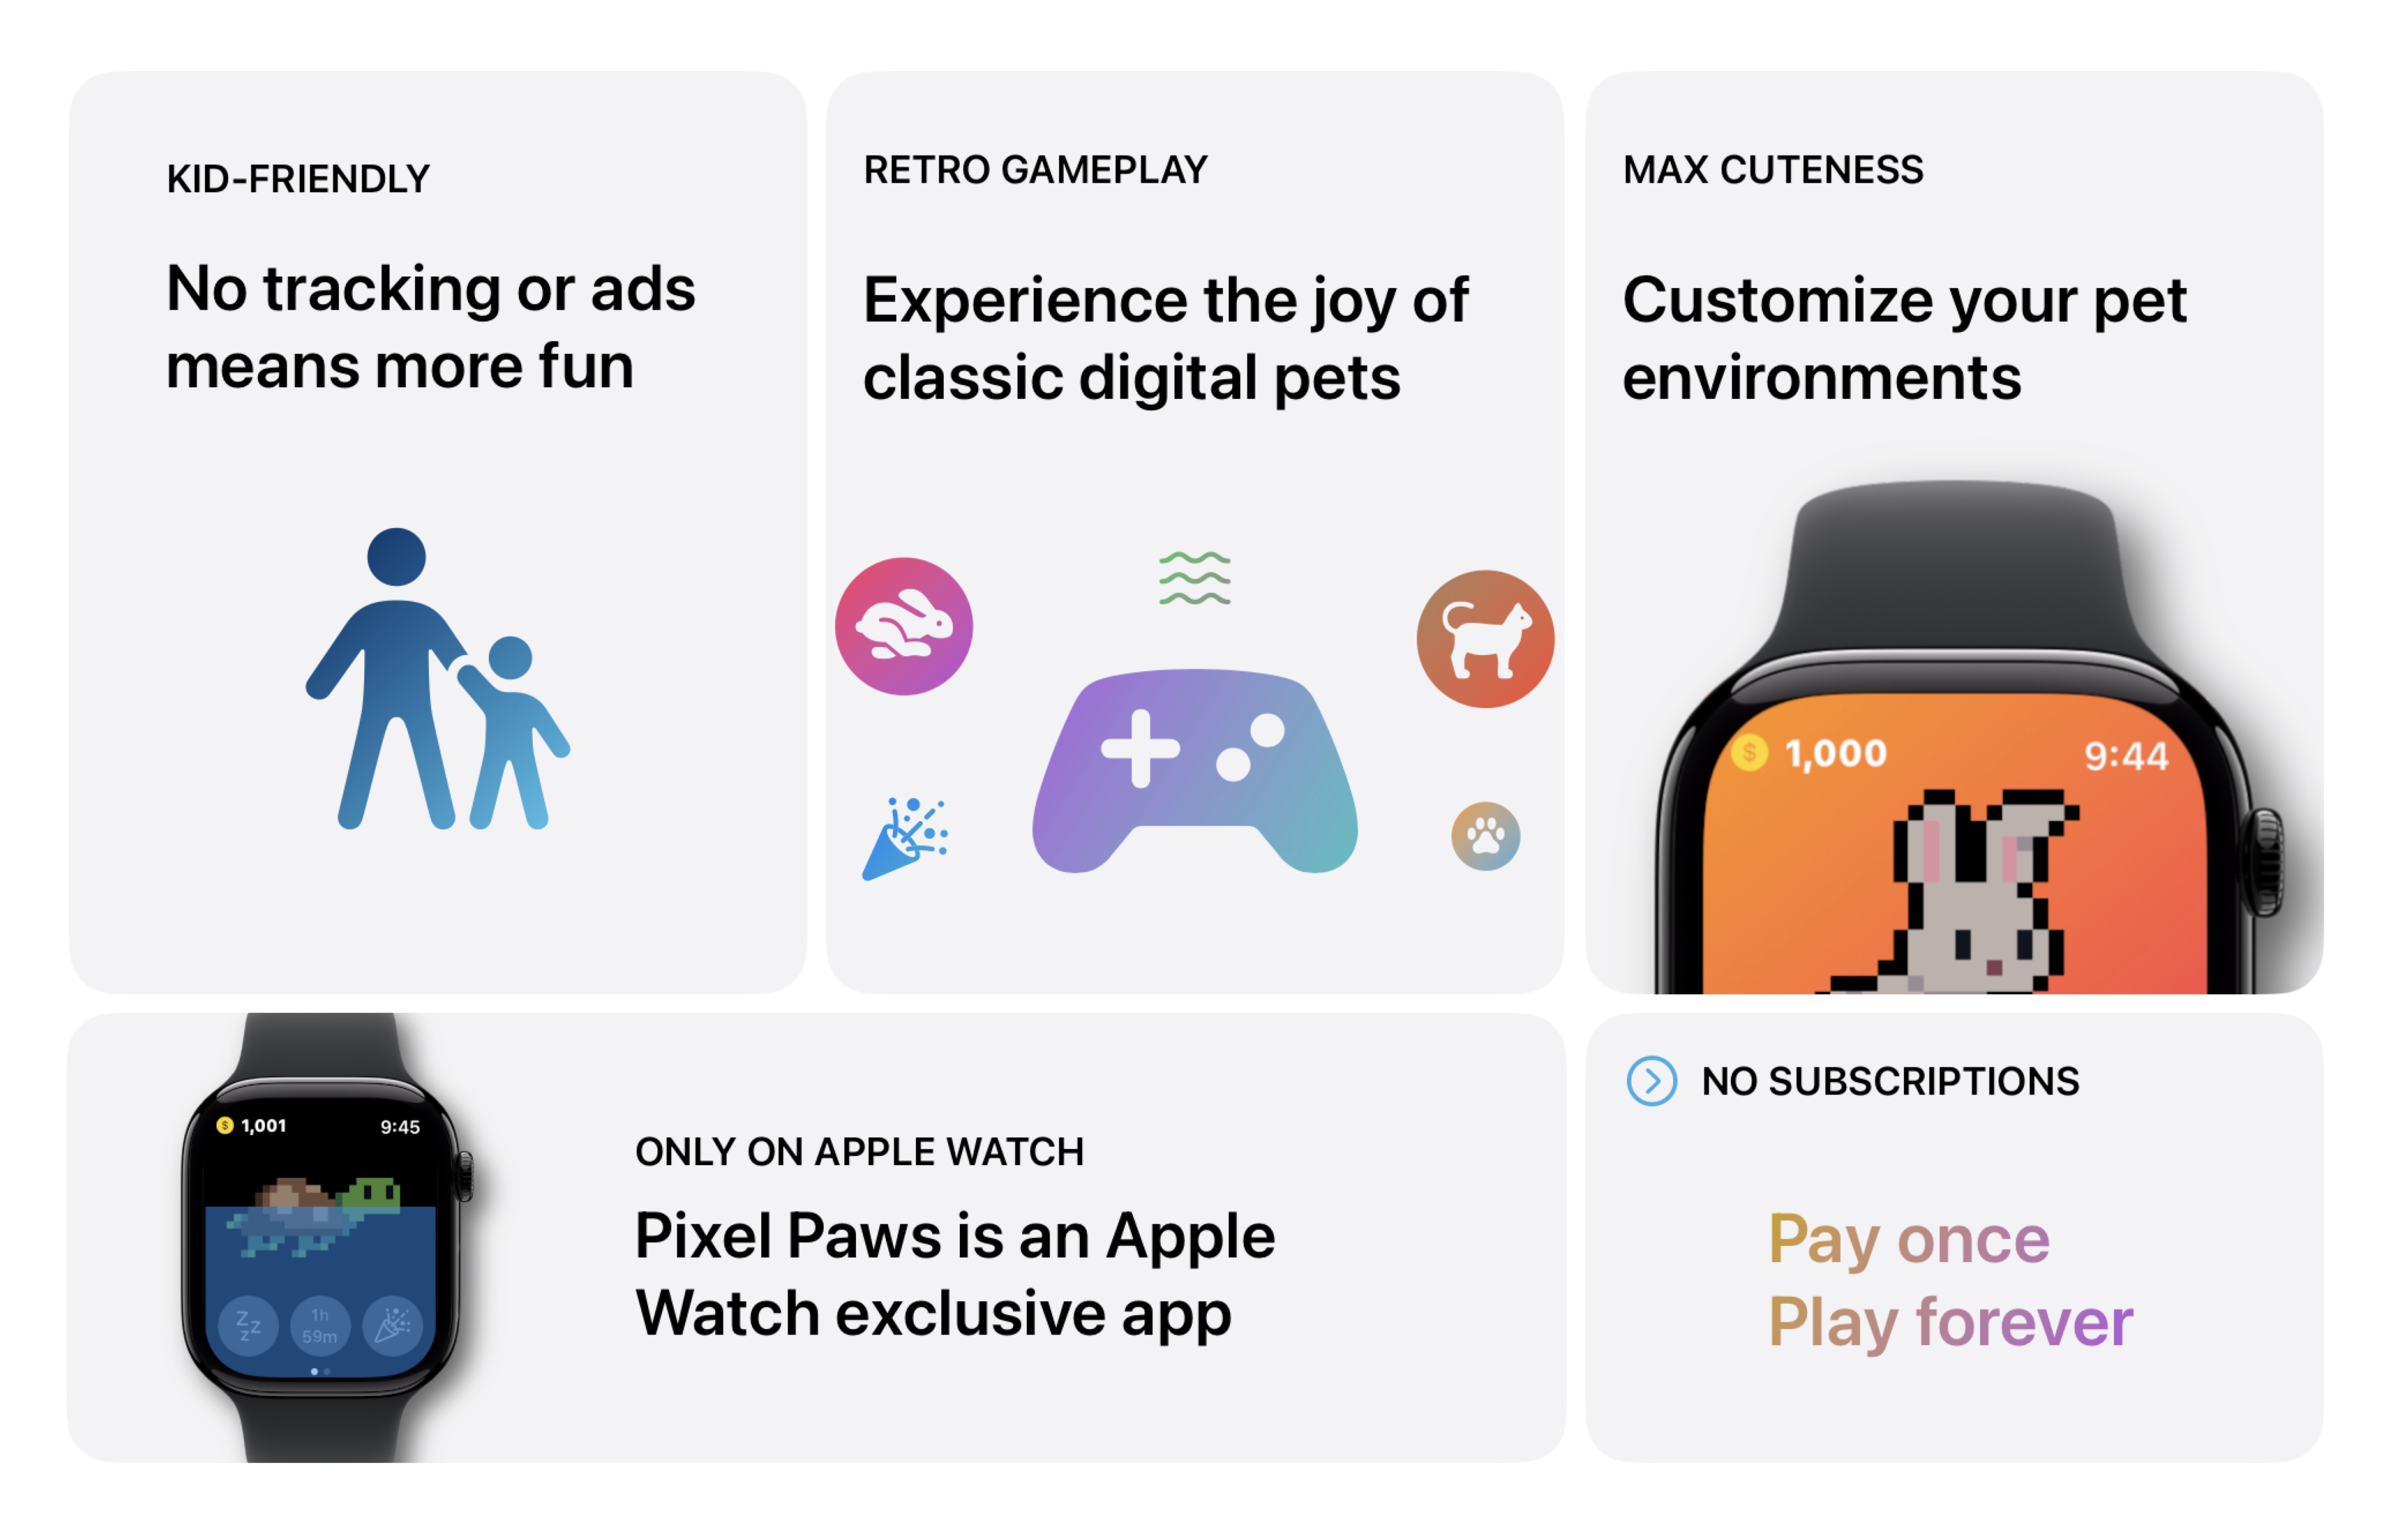 KID-FRIENDLY
No tracking or ads
means more fun
RETRO GAMEPLAY
Experience the joy of
classic digital pets
MAX CUTENESS
Customize your pet
environments
$ 1,000
9:44
$ 1,001
9:45
Z
z
Z
1h
59m
ONLY ON APPLE WATCH
Pixel Paws is an Apple
Watch exclusive app
NO SUBSCRIPTIONS
Pay once
Play forever